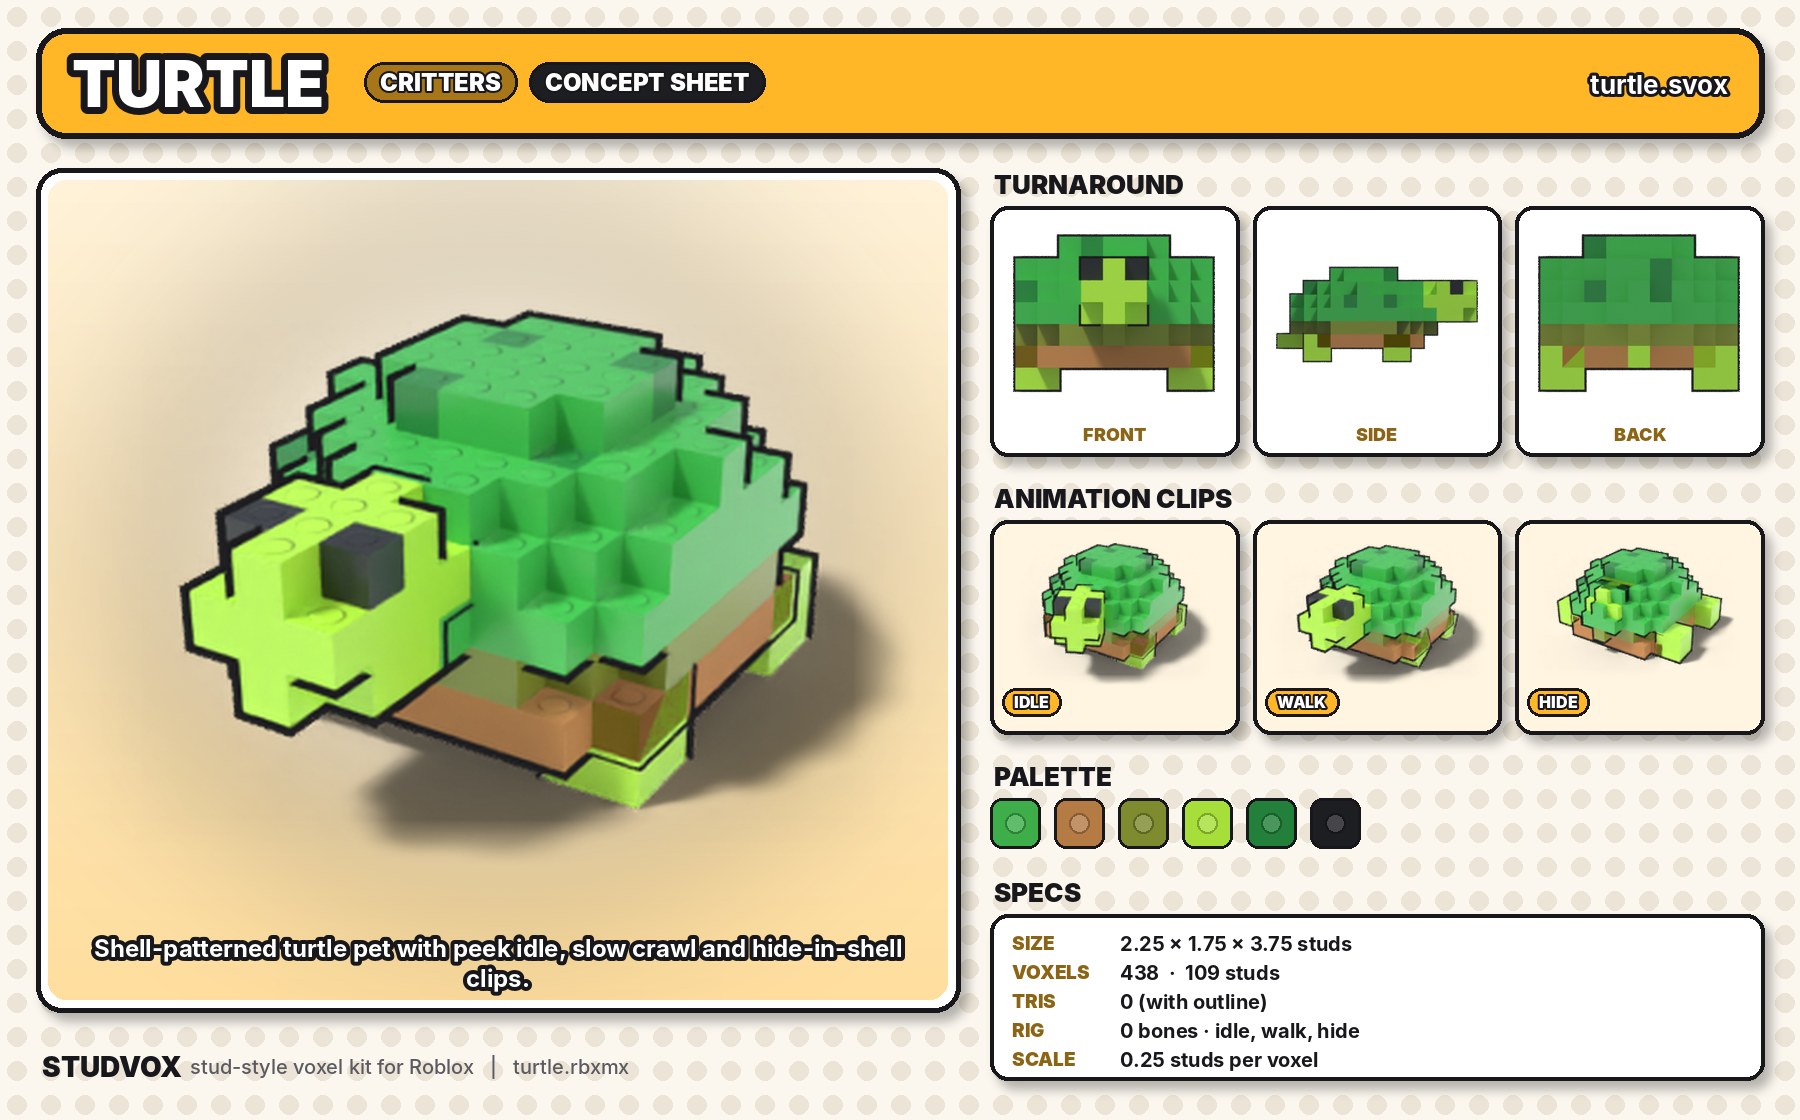 TURTLE
CRITTERS
CONCEPT SHEET
turtle.svox
Shell-patterned turtle pet with peek idle, slow crawl and hide-in-shell
clips.
TURNAROUND
FRONT
SIDE
BACK
ANIMATION CLIPS
IDLE
WALK
HIDE
PALETTE
SPECS
SIZE 2.25 × 1.75 × 3.75 studs
VOXELS 438 · 109 studs
TRIS 0 (with outline)
RIG 0 bones · idle, walk, hide
SCALE 0.25 studs per voxel
STUDVOX stud-style voxel kit for Roblox | turtle.rbxmx